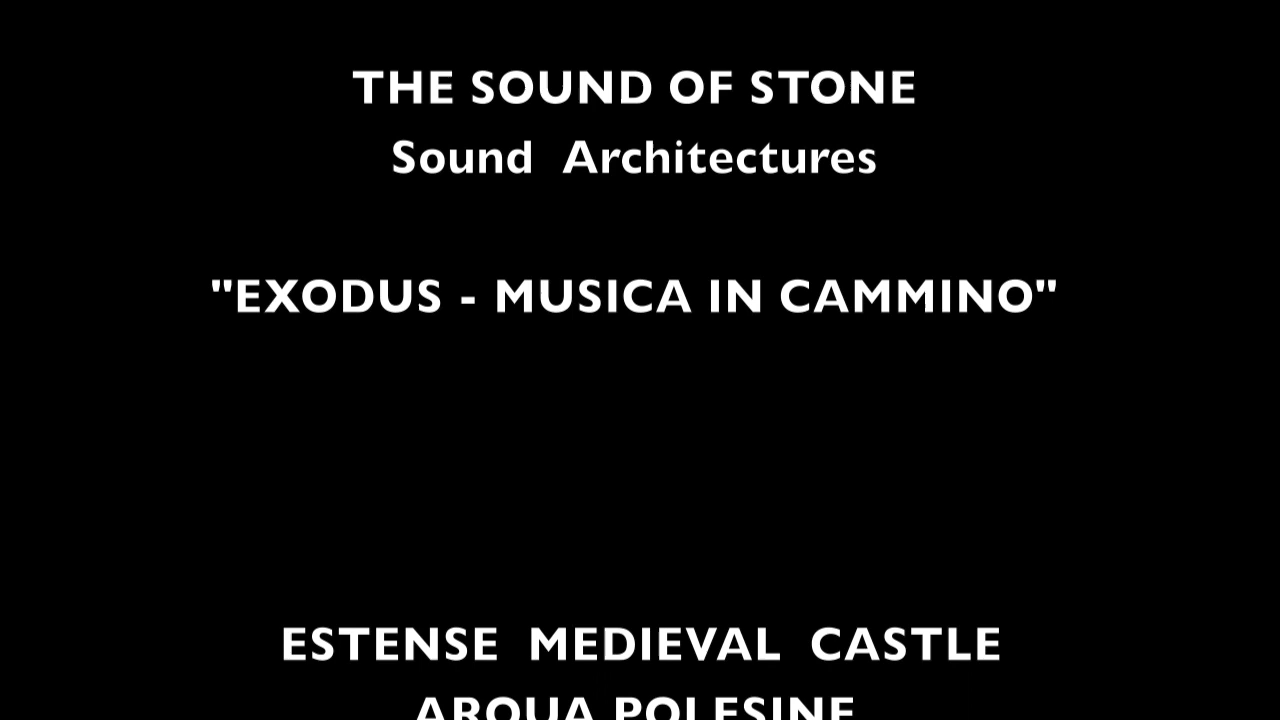 THE SOUND OF STONE
Sound Architectures
"EXODUS - MUSICA IN CAMMINO"
ESTENSE MEDIEVAL CASTLE
ARQUA POLESINE